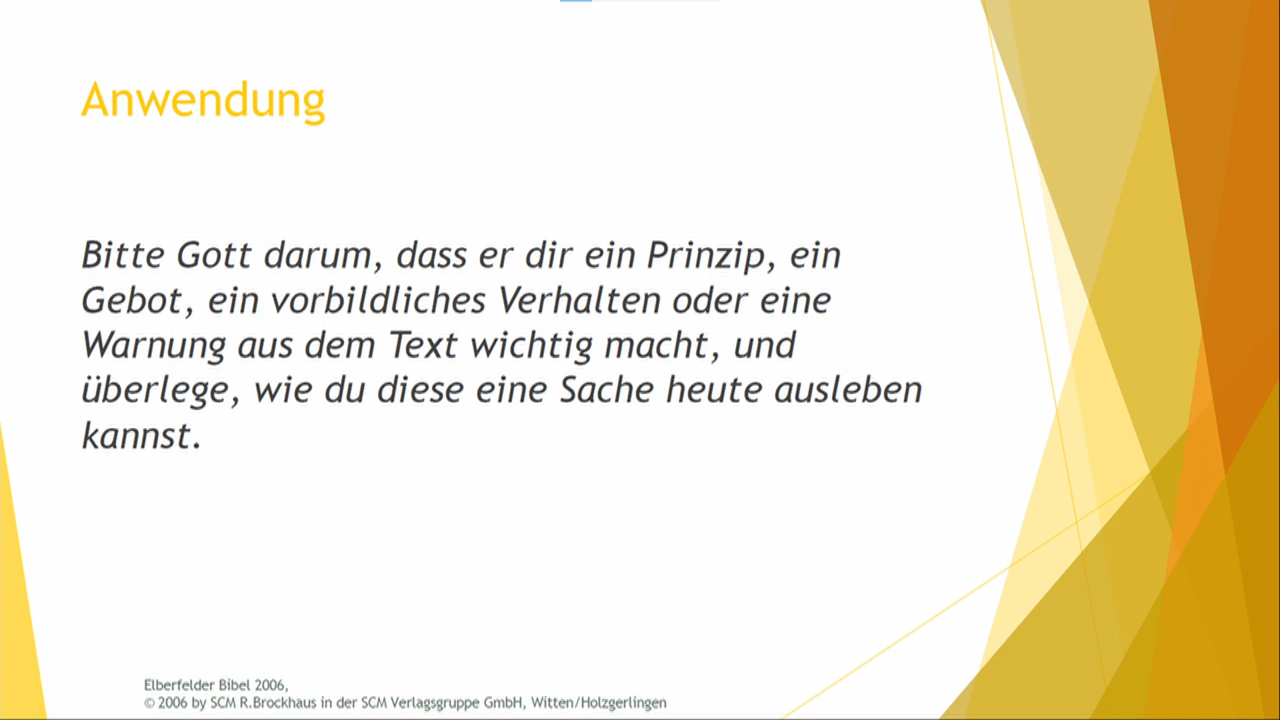 Anwendung
Bitte Gott darum, dass er dir ein Prinzip, ein
Gebot, ein vorbildliches Verhalten oder eine
Warnung aus dem Text wichtig macht, und
überlege, wie du diese eine Sache heute ausleben
kannst.
Elberfelder Bibel 2006,
© 2006 by SCM R.Brockhaus in der SCM Verlagsgruppe GmbH, Witten/Holzgerlingen